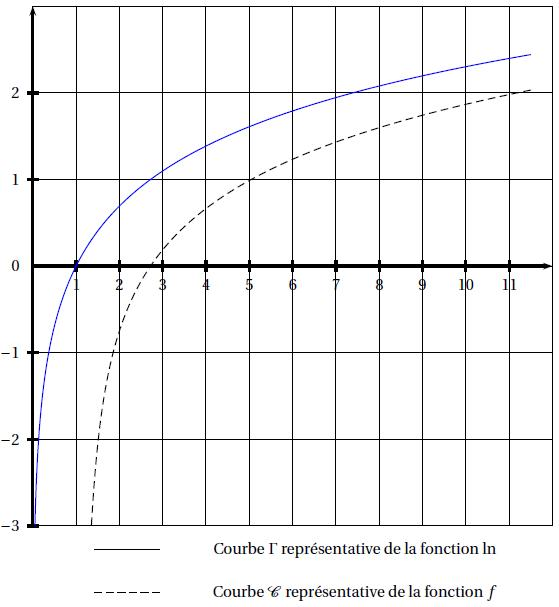 2
1
0
1 2 3 4 5 6 7 8 9 10 11
−1
−2
−3
Courbe Γ représentative de la fonction ln
Courbe 𝒞 représentative de la fonction f